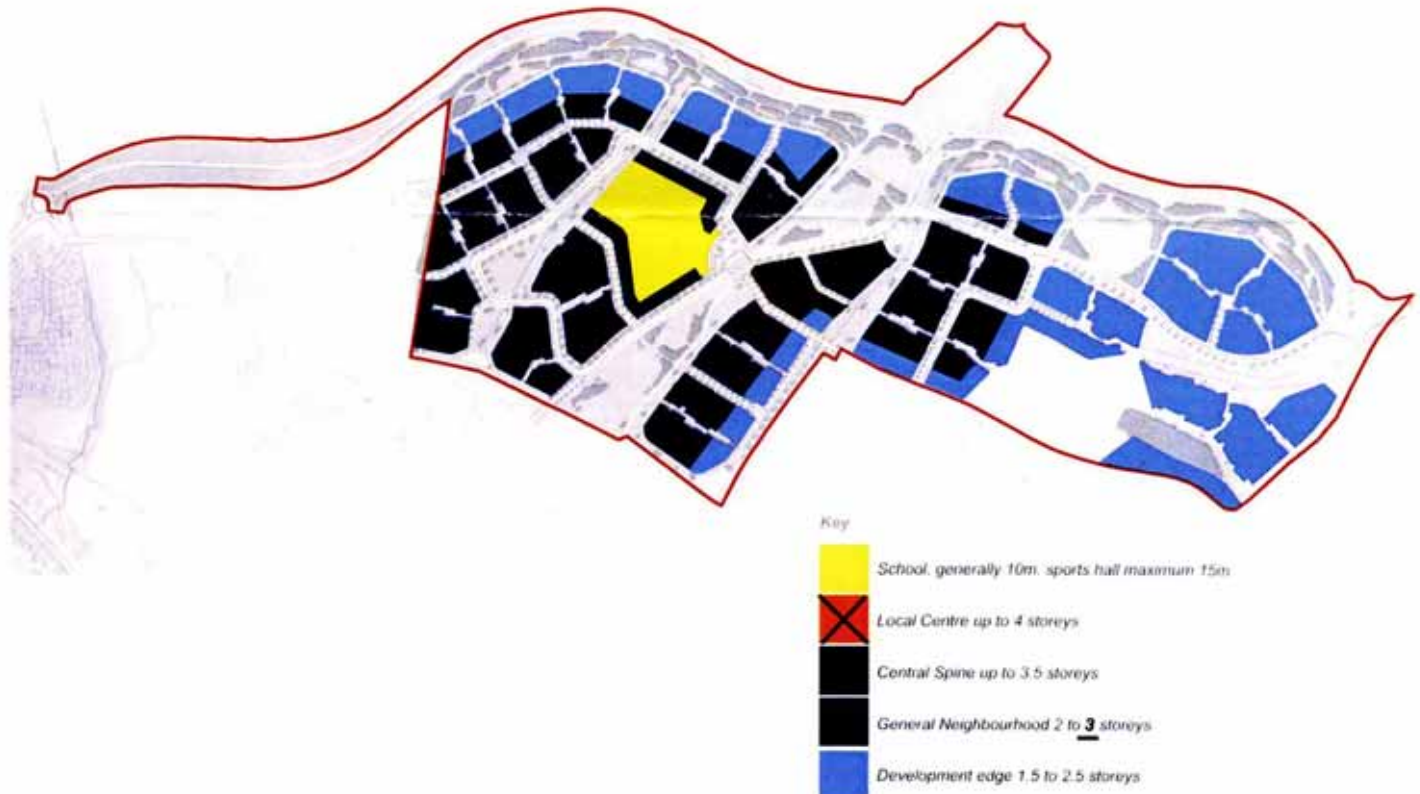 Key
School, generally 10m, sports hall maximum 15m
Local Centre up to 4 storeys
Central Spine up to 3.5 storeys
General Neighbourhood 2 to 3 storeys
Development edge 1.5 to 2.5 storeys